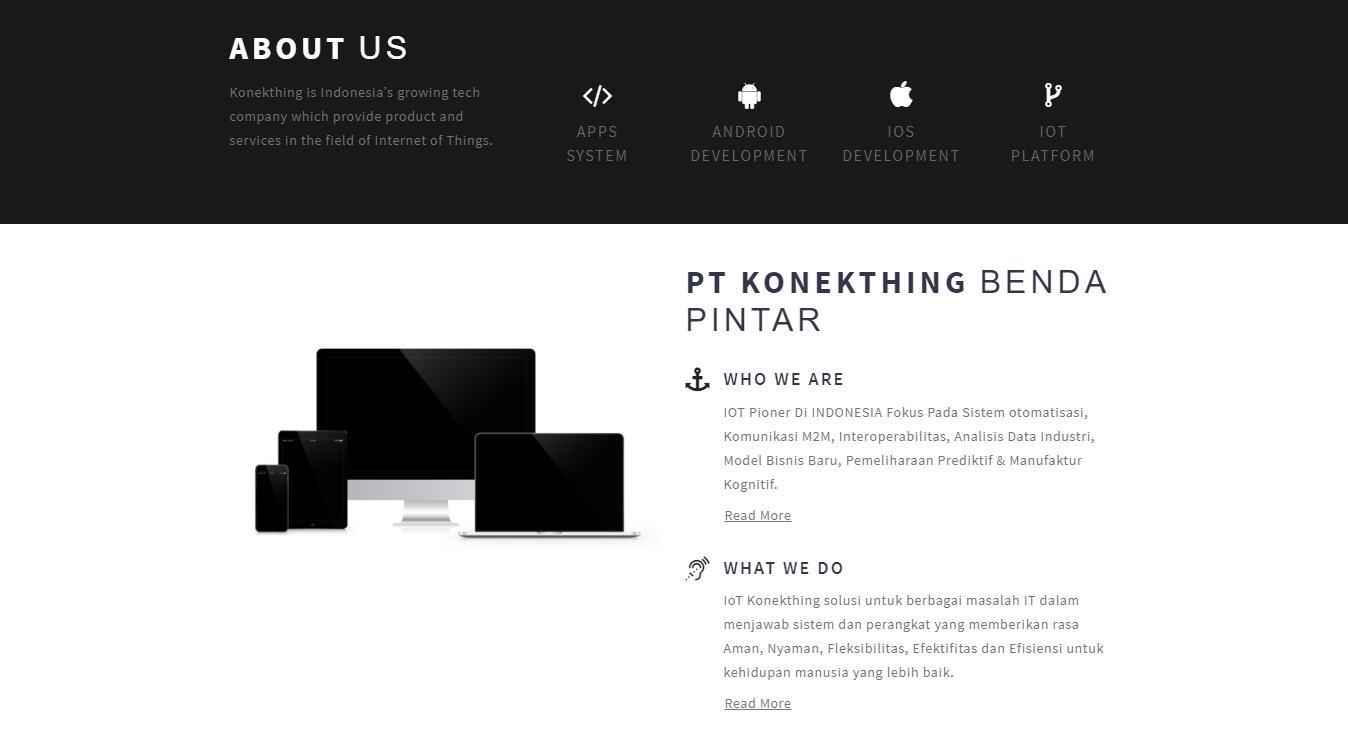 ABOUT US
Konekthing is Indonesia's growing tech
company which provide product and
services in the field of Internet of Things.
APPS
SYSTEM
ANDROID
DEVELOPMENT
IOS
DEVELOPMENT
IOT
PLATFORM
PT KONEKTHING BENDA
PINTAR
WHO WE ARE
IOT Pioner Di INDONESIA Fokus Pada Sistem otomatisasi,
Komunikasi M2M, Interoperabilitas, Analisis Data Industri,
Model Bisnis Baru, Pemeliharaan Prediktif & Manufaktur
Kognitif.
Read More
WHAT WE DO
IoT Konekthing solusi untuk berbagai masalah IT dalam
menjawab sistem dan perangkat yang memberikan rasa
Aman, Nyaman, Fleksibilitas, Efektifitas dan Efisiensi untuk
kehidupan manusia yang lebih baik.
Read More